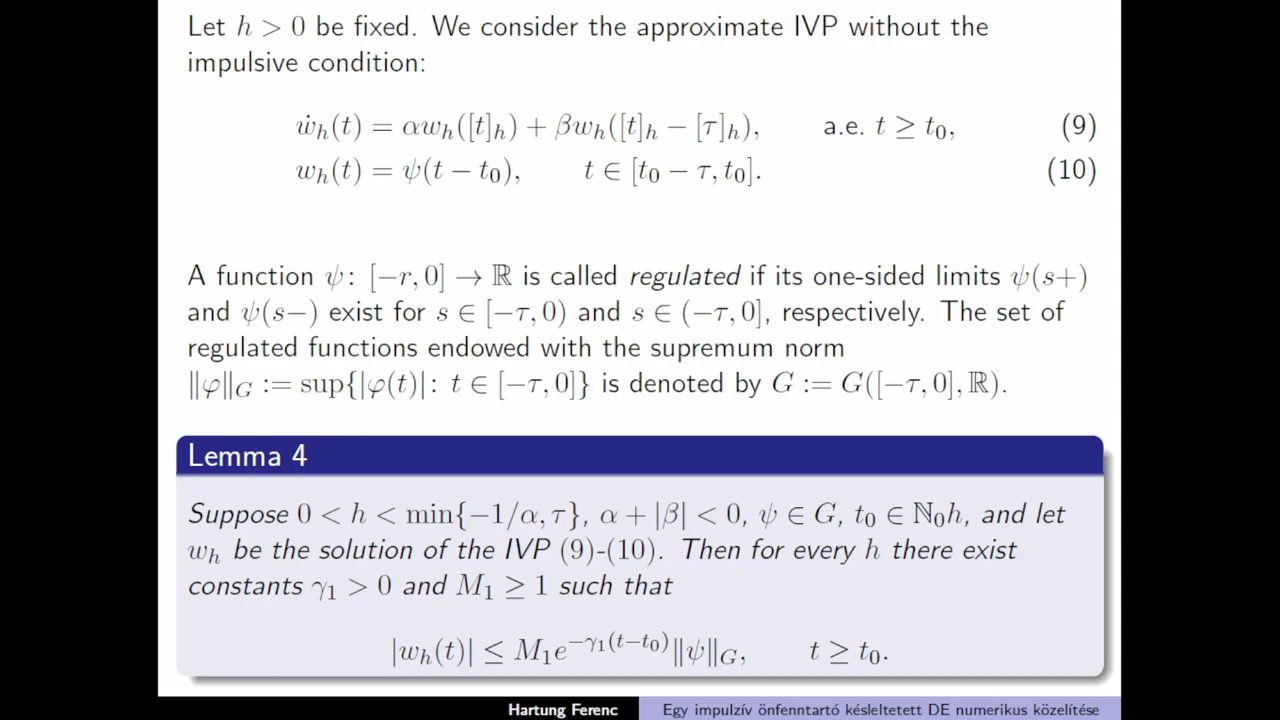 Let h > 0 be fixed. We consider the approximate IVP without the
impulsive condition:
ẇ_h(t) = αw_h([t]_h) + βw_h([t]_h − [τ]_h), a.e. t ≥ t_0, (9)
w_h(t) = ψ(t − t_0), t ∈ [t_0 − τ, t_0]. (10)
A function ψ: [−r, 0] → ℝ is called regulated if its one-sided limits ψ(s+)
and ψ(s−) exist for s ∈ [−τ, 0) and s ∈ (−τ, 0], respectively. The set of
regulated functions endowed with the supremum norm
‖φ‖_G := sup{|φ(t)|: t ∈ [−τ, 0]} is denoted by G := G([−τ, 0], ℝ).
Lemma 4
Suppose 0 < h < min{−1/α, τ}, α + |β| < 0, ψ ∈ G, t_0 ∈ ℕ_0h, and let
w_h be the solution of the IVP (9)-(10). Then for every h there exist
constants γ_1 > 0 and M_1 ≥ 1 such that
|w_h(t)| ≤ M_1e^{−γ_1(t−t_0)}‖ψ‖_G, t ≥ t_0.
Hartung Ferenc Egy impulzív önfenntartó késleltetett DE numerikus közelítése